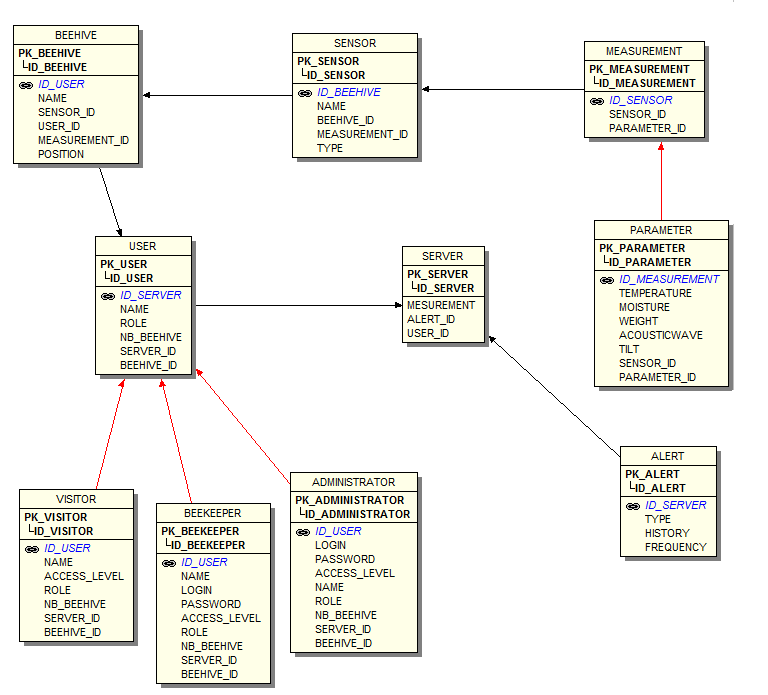 BEEHIVE
PK_BEEHIVE
ID_BEEHIVE
ID_USER
NAME
SENSOR_ID
USER_ID
MEASUREMENT_ID
POSITION
SENSOR
PK_SENSOR
ID_SENSOR
ID_BEEHIVE
NAME
BEEHIVE_ID
MEASUREMENT_ID
TYPE
MEASUREMENT
PK_MEASUREMENT
ID_MEASUREMENT
ID_SENSOR
SENSOR_ID
PARAMETER_ID
USER
PK_USER
ID_USER
ID_SERVER
NAME
ROLE
NB_BEEHIVE
SERVER_ID
BEEHIVE_ID
SERVER
PK_SERVER
ID_SERVER
MESUREMENT
ALERT_ID
USER_ID
PARAMETER
PK_PARAMETER
ID_PARAMETER
ID_MEASUREMENT
TEMPERATURE
MOISTURE
WEIGHT
ACOUSTICWAVE
TILT
SENSOR_ID
PARAMETER_ID
VISITOR
PK_VISITOR
ID_VISITOR
ID_USER
NAME
ACCESS_LEVEL
ROLE
NB_BEEHIVE
SERVER_ID
BEEHIVE_ID
BEEKEEPER
PK_BEEKEEPER
ID_BEEKEEPER
ID_USER
NAME
LOGIN
PASSWORD
ACCESS_LEVEL
ROLE
NB_BEEHIVE
SERVER_ID
BEEHIVE_ID
ADMINISTRATOR
PK_ADMINISTRATOR
ID_ADMINISTRATOR
ID_USER
LOGIN
PASSWORD
ACCESS_LEVEL
NAME
ROLE
NB_BEEHIVE
SERVER_ID
BEEHIVE_ID
ALERT
PK_ALERT
ID_ALERT
ID_SERVER
TYPE
HISTORY
FREQUENCY